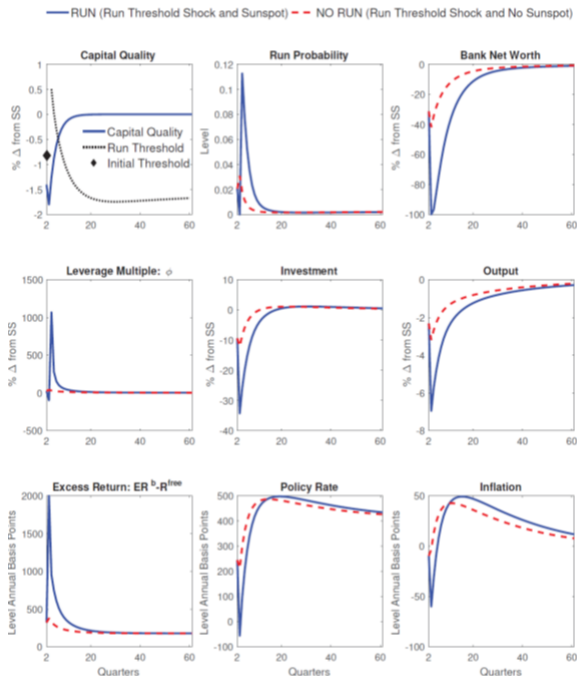 RUN (Run Threshold Shock and Sunspot) NO RUN (Run Threshold Shock and No Sunspot)
Capital Quality
% Δ from SS
1
0.5
0
-0.5
-1
-1.5
-2
2 20 40 60
Capital Quality
Run Threshold
Initial Threshold
Run Probability
Level
0.12
0.1
0.08
0.06
0.04
0.02
0
2 20 40 60
Bank Net Worth
% Δ from SS
0
-20
-40
-60
-80
-100
2 20 40 60
Leverage Multiple: ϕ
% Δ from SS
1500
1000
500
0
-500
2 20 40 60
Investment
% Δ from SS
10
0
-10
-20
-30
-40
2 20 40 60
Output
% Δ from SS
0
-2
-4
-6
-8
2 20 40 60
Excess Return: ER b-Rfree
Level Annual Basis Points
2000
1500
1000
500
0
2 20 40 60
Quarters
Policy Rate
Level Annual Basis Points
500
400
300
200
100
0
-100
2 20 40 60
Quarters
Inflation
Level Annual Basis Points
50
0
-50
-100
2 20 40 60
Quarters